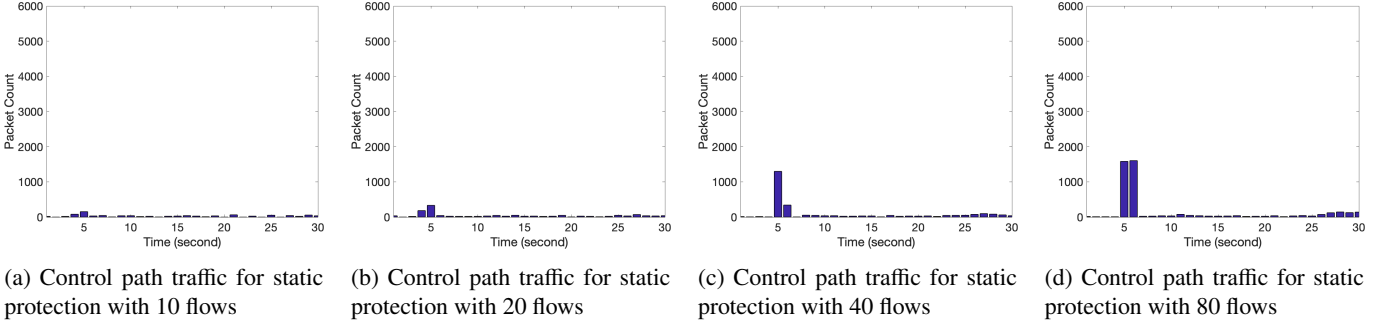 6000
5000
4000
3000
2000
1000
0
Packet Count
5 10 15 20 25 30
Time (second)
(a) Control path traffic for static
protection with 10 flows
6000
5000
4000
3000
2000
1000
0
Packet Count
5 10 15 20 25 30
Time (second)
(b) Control path traffic for static
protection with 20 flows
6000
5000
4000
3000
2000
1000
0
Packet Count
5 10 15 20 25 30
Time (second)
(c) Control path traffic for static
protection with 40 flows
6000
5000
4000
3000
2000
1000
0
Packet Count
5 10 15 20 25 30
Time (second)
(d) Control path traffic for static
protection with 80 flows